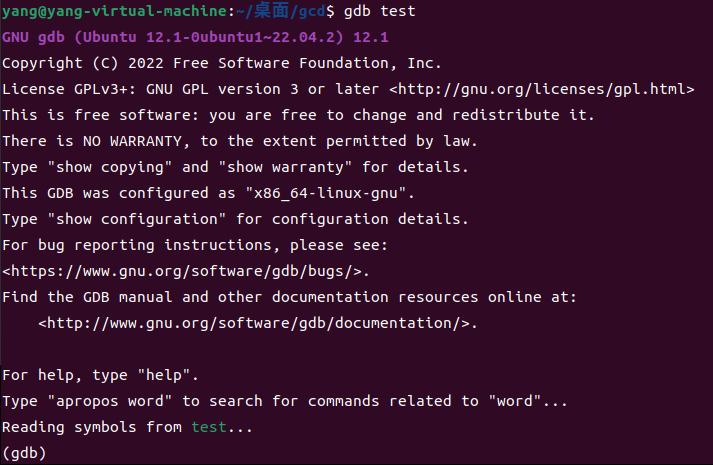 yang@yang-virtual-machine:~/桌面/gcd$ gdb test
GNU gdb (Ubuntu 12.1-0ubuntu1~22.04.2) 12.1
Copyright (C) 2022 Free Software Foundation, Inc.
License GPLv3+: GNU GPL version 3 or later <http://gnu.org/licenses/gpl.html>
This is free software: you are free to change and redistribute it.
There is NO WARRANTY, to the extent permitted by law.
Type "show copying" and "show warranty" for details.
This GDB was configured as "x86_64-linux-gnu".
Type "show configuration" for configuration details.
For bug reporting instructions, please see:
<https://www.gnu.org/software/gdb/bugs/>.
Find the GDB manual and other documentation resources online at:
    <http://www.gnu.org/software/gdb/documentation/>.

For help, type "help".
Type "apropos word" to search for commands related to "word"...
Reading symbols from test...
(gdb)